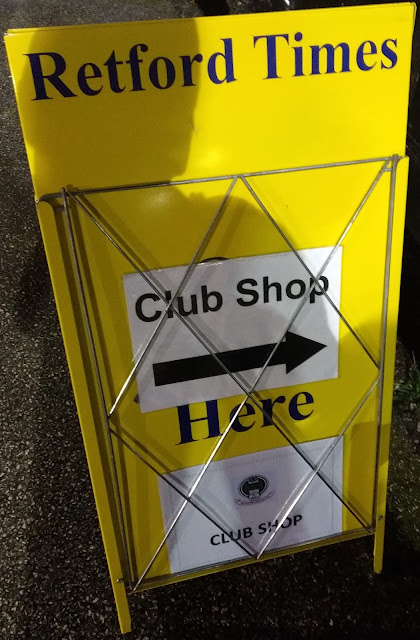 Retford Times
Club Shop
Here
CLUB SHOP